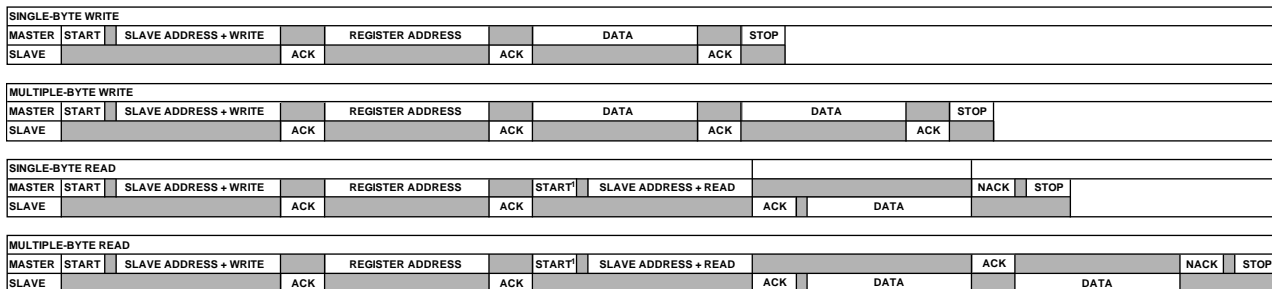 SINGLE-BYTE WRITE
MASTER START SLAVE ADDRESS + WRITE REGISTER ADDRESS DATA STOP
SLAVE ACK ACK ACK
MULTIPLE-BYTE WRITE
MASTER START SLAVE ADDRESS + WRITE REGISTER ADDRESS DATA DATA STOP
SLAVE ACK ACK ACK ACK
SINGLE-BYTE READ
MASTER START SLAVE ADDRESS + WRITE REGISTER ADDRESS START¹ SLAVE ADDRESS + READ NACK STOP
SLAVE ACK ACK ACK DATA
MULTIPLE-BYTE READ
MASTER START SLAVE ADDRESS + WRITE REGISTER ADDRESS START¹ SLAVE ADDRESS + READ ACK NACK STOP
SLAVE ACK ACK ACK DATA DATA